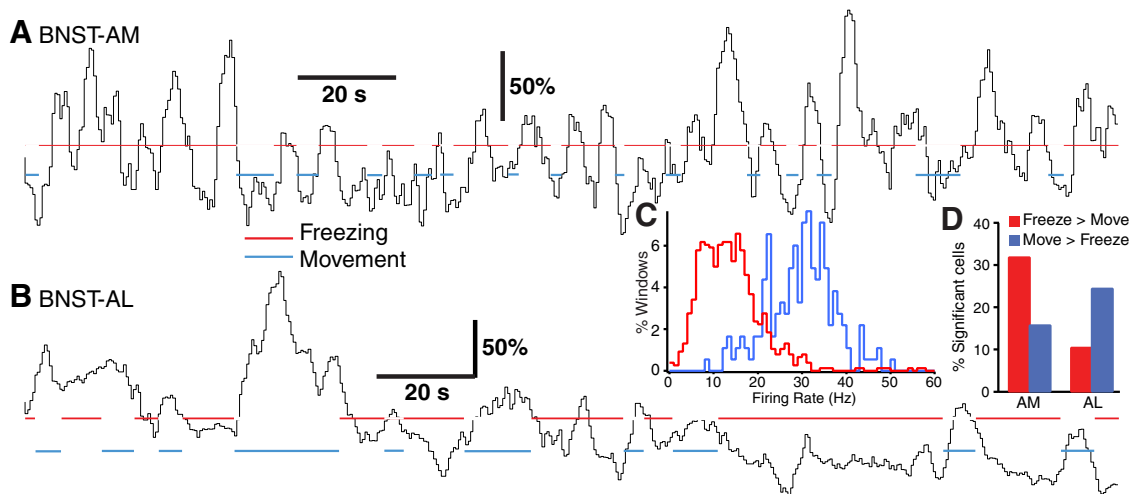 A BNST-AM
20 s
50%
Freezing
Movement
B BNST-AL
20 s
50%
C
% Windows
6
4
2
0
0 10 20 30 40 50 60
Firing Rate (Hz)
D
Freeze > Move
Move > Freeze
% Significant cells
40
30
20
10
0
AM AL